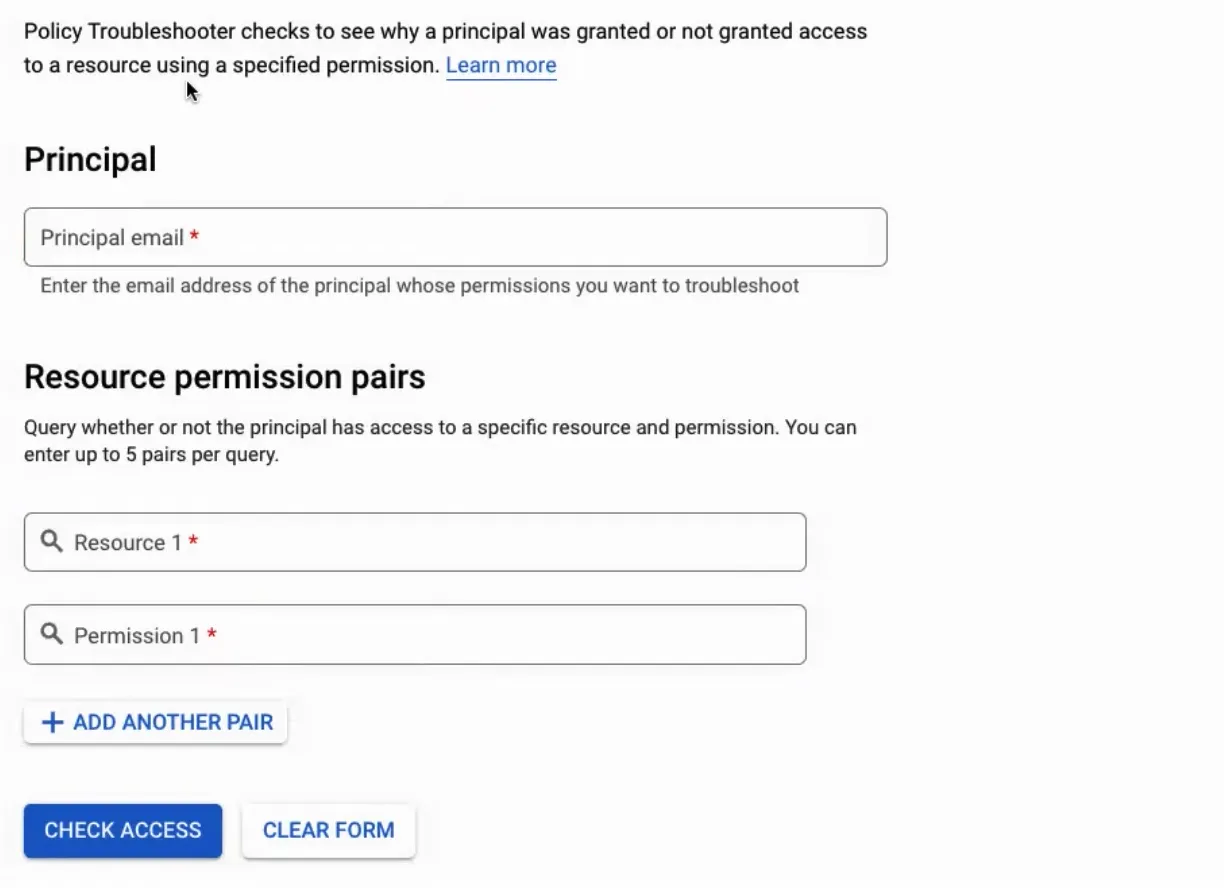 Policy Troubleshooter checks to see why a principal was granted or not granted access
to a resource using a specified permission. Learn more
Principal
Principal email *
Enter the email address of the principal whose permissions you want to troubleshoot
Resource permission pairs
Query whether or not the principal has access to a specific resource and permission. You can
enter up to 5 pairs per query.
Resource 1 *
Permission 1 *
ADD ANOTHER PAIR
CHECK ACCESS CLEAR FORM